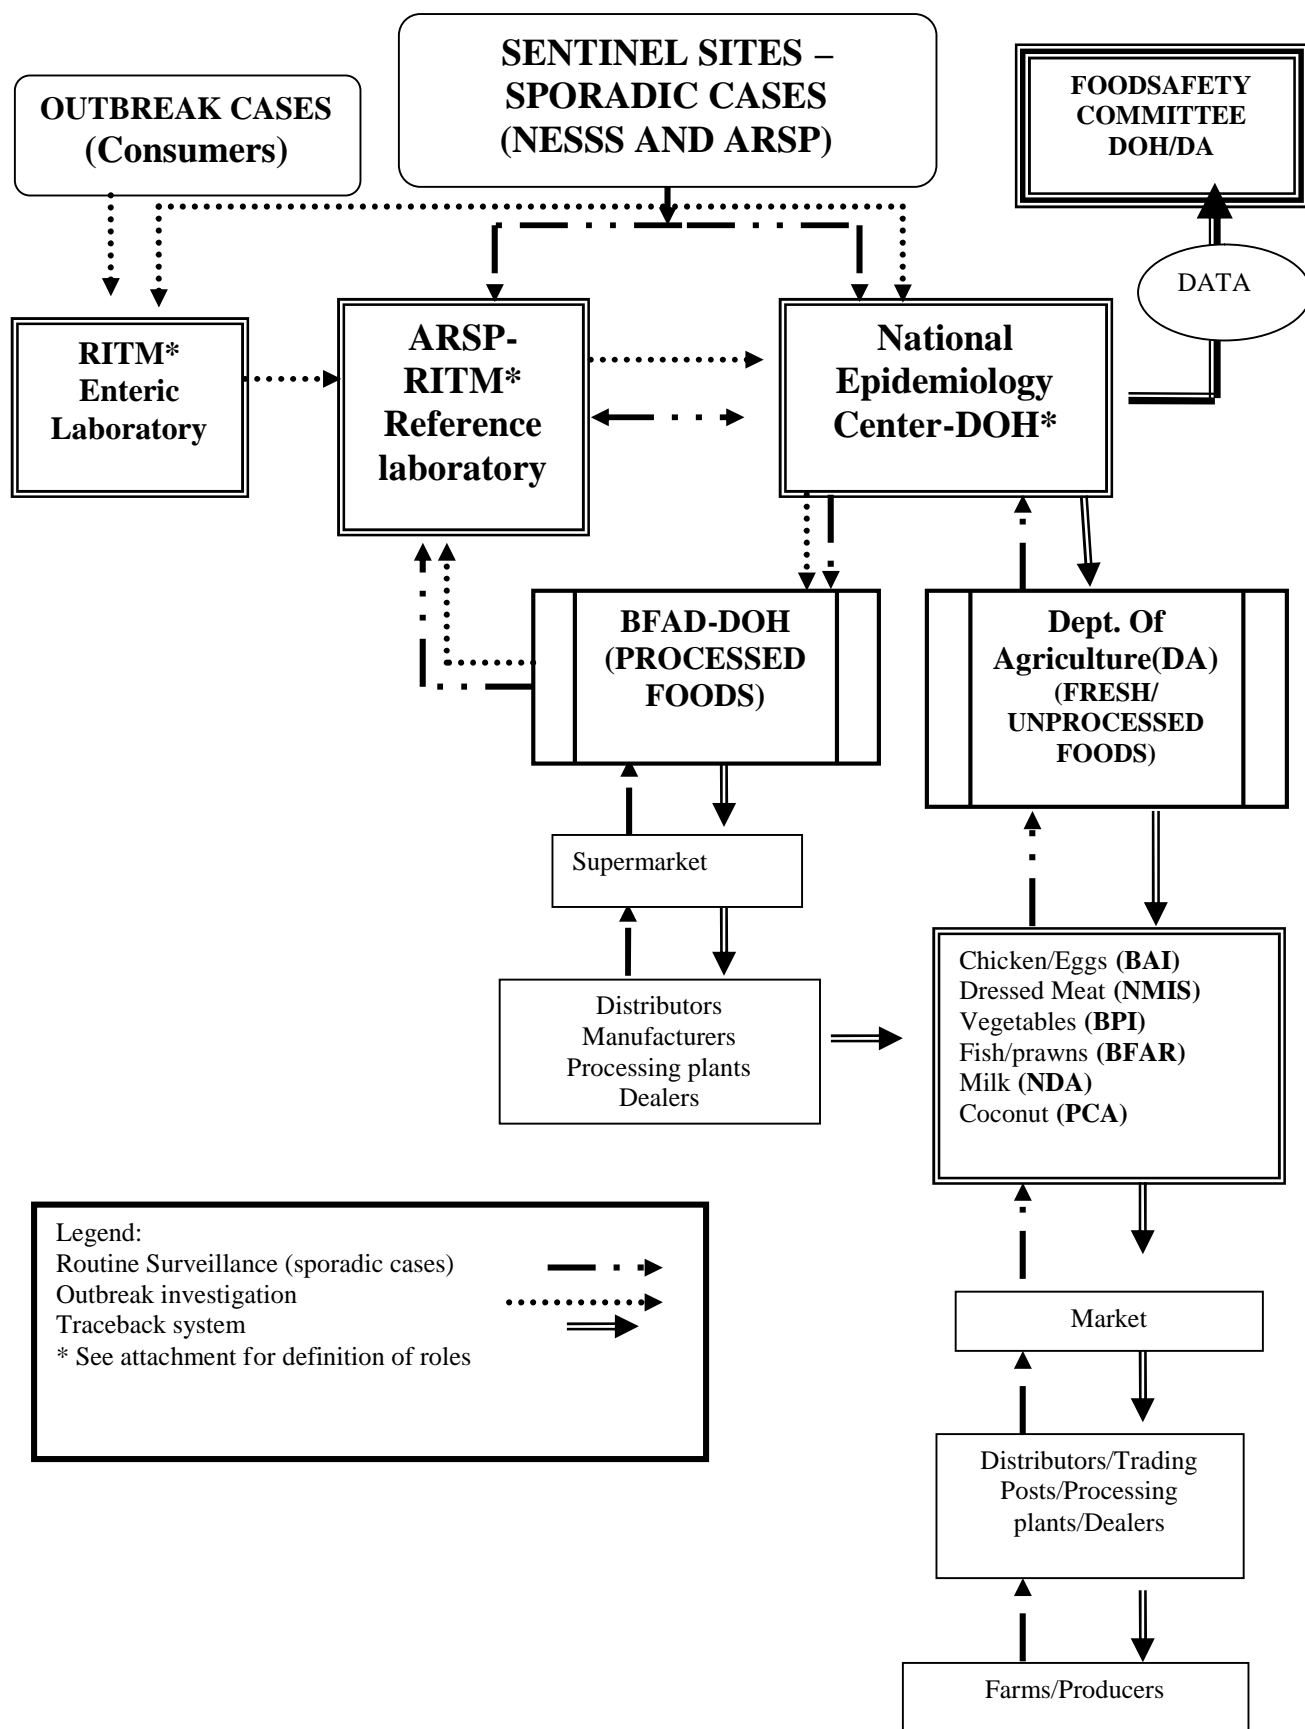 SENTINEL SITES –
SPORADIC CASES
(NESSS AND ARSP)
OUTBREAK CASES
(Consumers)
FOODSAFETY
COMMITTEE
DOH/DA
DATA
RITM*
Enteric
Laboratory
ARSP-
RITM*
Reference
laboratory
National
Epidemiology
Center-DOH*
BFAD-DOH
(PROCESSED
FOODS)
Dept. Of
Agriculture(DA)
(FRESH/
UNPROCESSED
FOODS)
Supermarket
Distributors
Manufacturers
Processing plants
Dealers
Chicken/Eggs (BAI)
Dressed Meat (NMIS)
Vegetables (BPI)
Fish/prawns (BFAR)
Milk (NDA)
Coconut (PCA)
Legend:
Routine Surveillance (sporadic cases)
Outbreak investigation
Traceback system
* See attachment for definition of roles
Market
Distributors/Trading
Posts/Processing
plants/Dealers
Farms/Producers